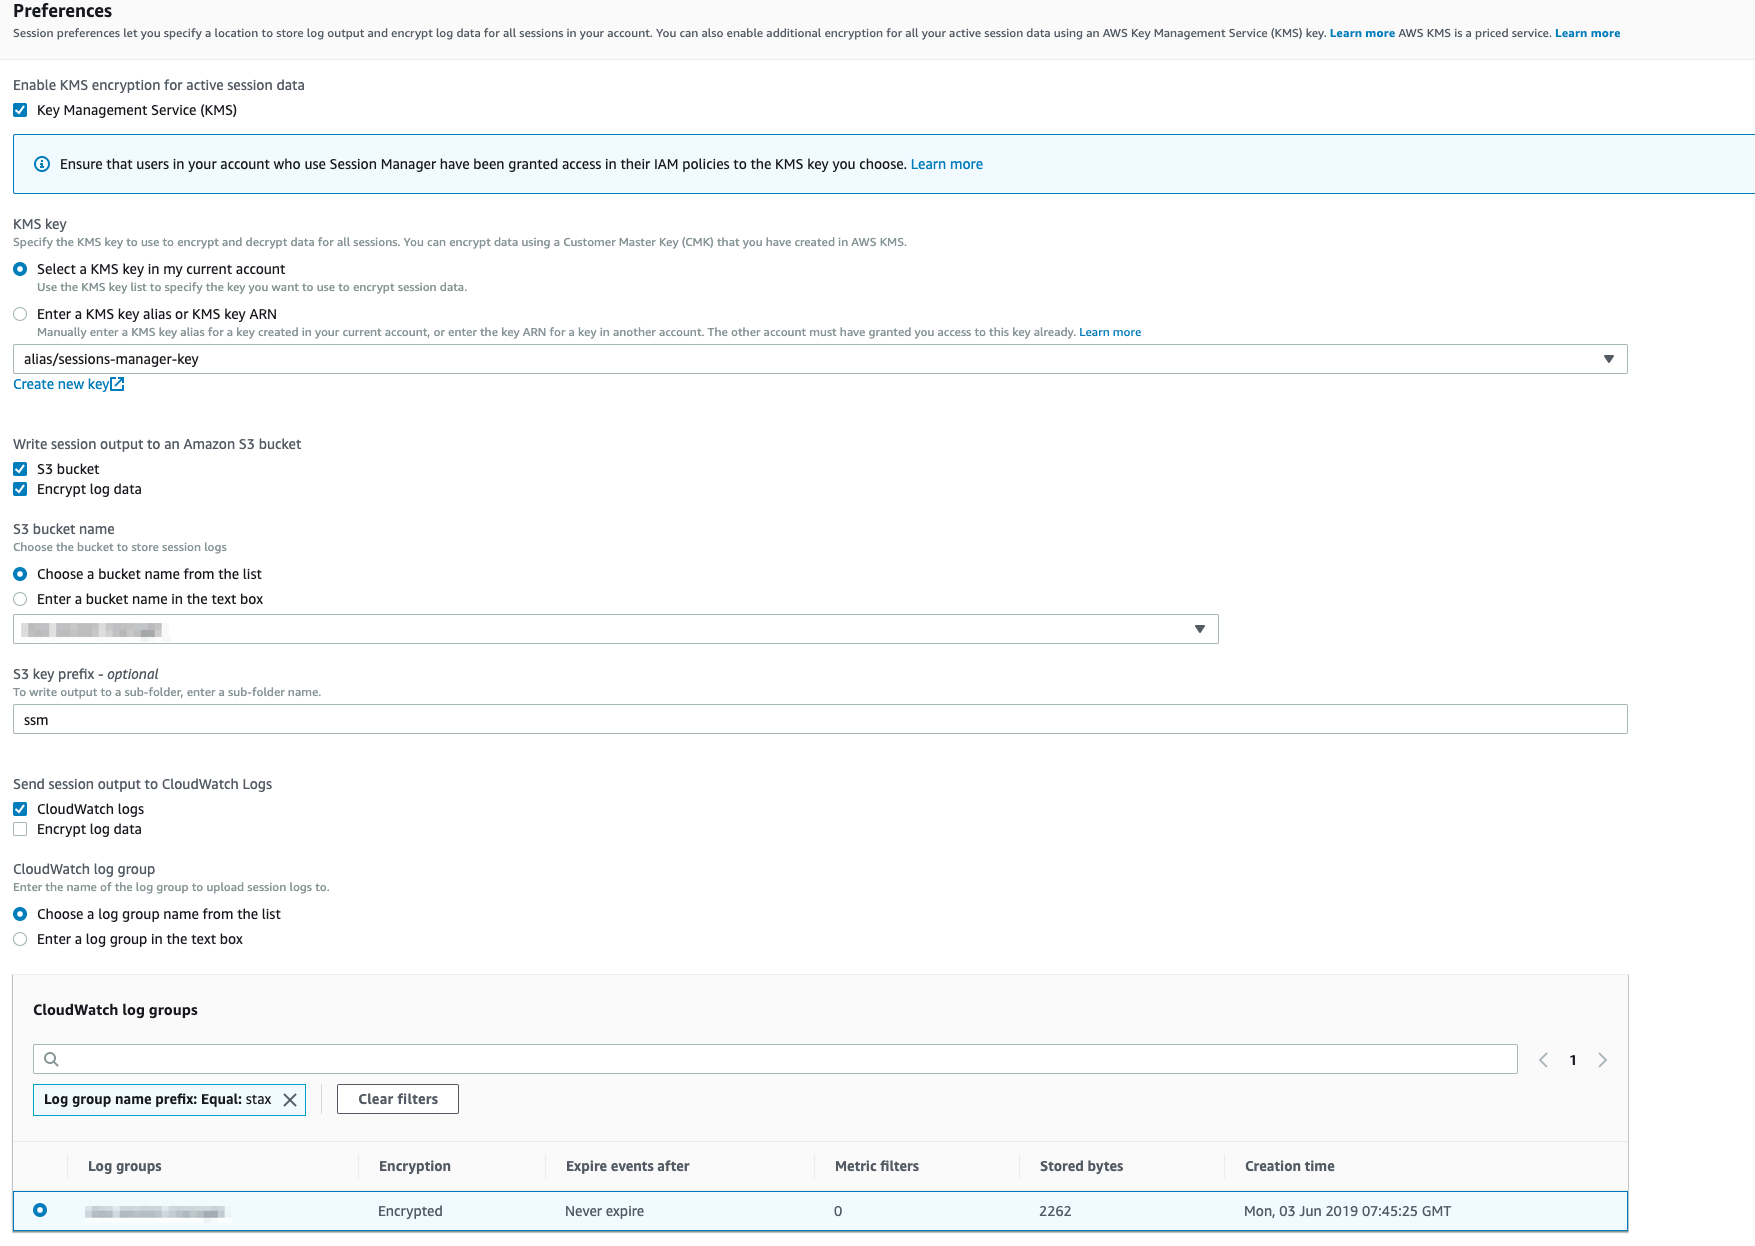 Preferences
Session preferences let you specify a location to store log output and encrypt log data for all sessions in your account. You can also enable additional encryption for all your active session data using an AWS Key Management Service (KMS) key. Learn more AWS KMS is a priced service. Learn more
Enable KMS encryption for active session data
Key Management Service (KMS)
Ensure that users in your account who use Session Manager have been granted access in their IAM policies to the KMS key you choose. Learn more
KMS key
Specify the KMS key to use to encrypt and decrypt data for all sessions. You can encrypt data using a Customer Master Key (CMK) that you have created in AWS KMS.
Select a KMS key in my current account
Use the KMS key list to specify the key you want to use to encrypt session data.
Enter a KMS key alias or KMS key ARN
Manually enter a KMS key alias for a key created in your current account, or enter the key ARN for a key in another account. The other account must have granted you access to this key already. Learn more
alias/sessions-manager-key
Create new key
Write session output to an Amazon S3 bucket
S3 bucket
Encrypt log data
S3 bucket name
Choose the bucket to store session logs
Choose a bucket name from the list
Enter a bucket name in the text box
S3 key prefix - optional
To write output to a sub-folder, enter a sub-folder name.
ssm
Send session output to CloudWatch Logs
CloudWatch logs
Encrypt log data
CloudWatch log group
Enter the name of the log group to upload session logs to.
Choose a log group name from the list
Enter a log group in the text box
CloudWatch log groups
1
Log group name prefix: Equal: stax
Clear filters
Log groups Encryption Expire events after Metric filters Stored bytes Creation time
Encrypted Never expire 0 2262 Mon, 03 Jun 2019 07:45:25 GMT